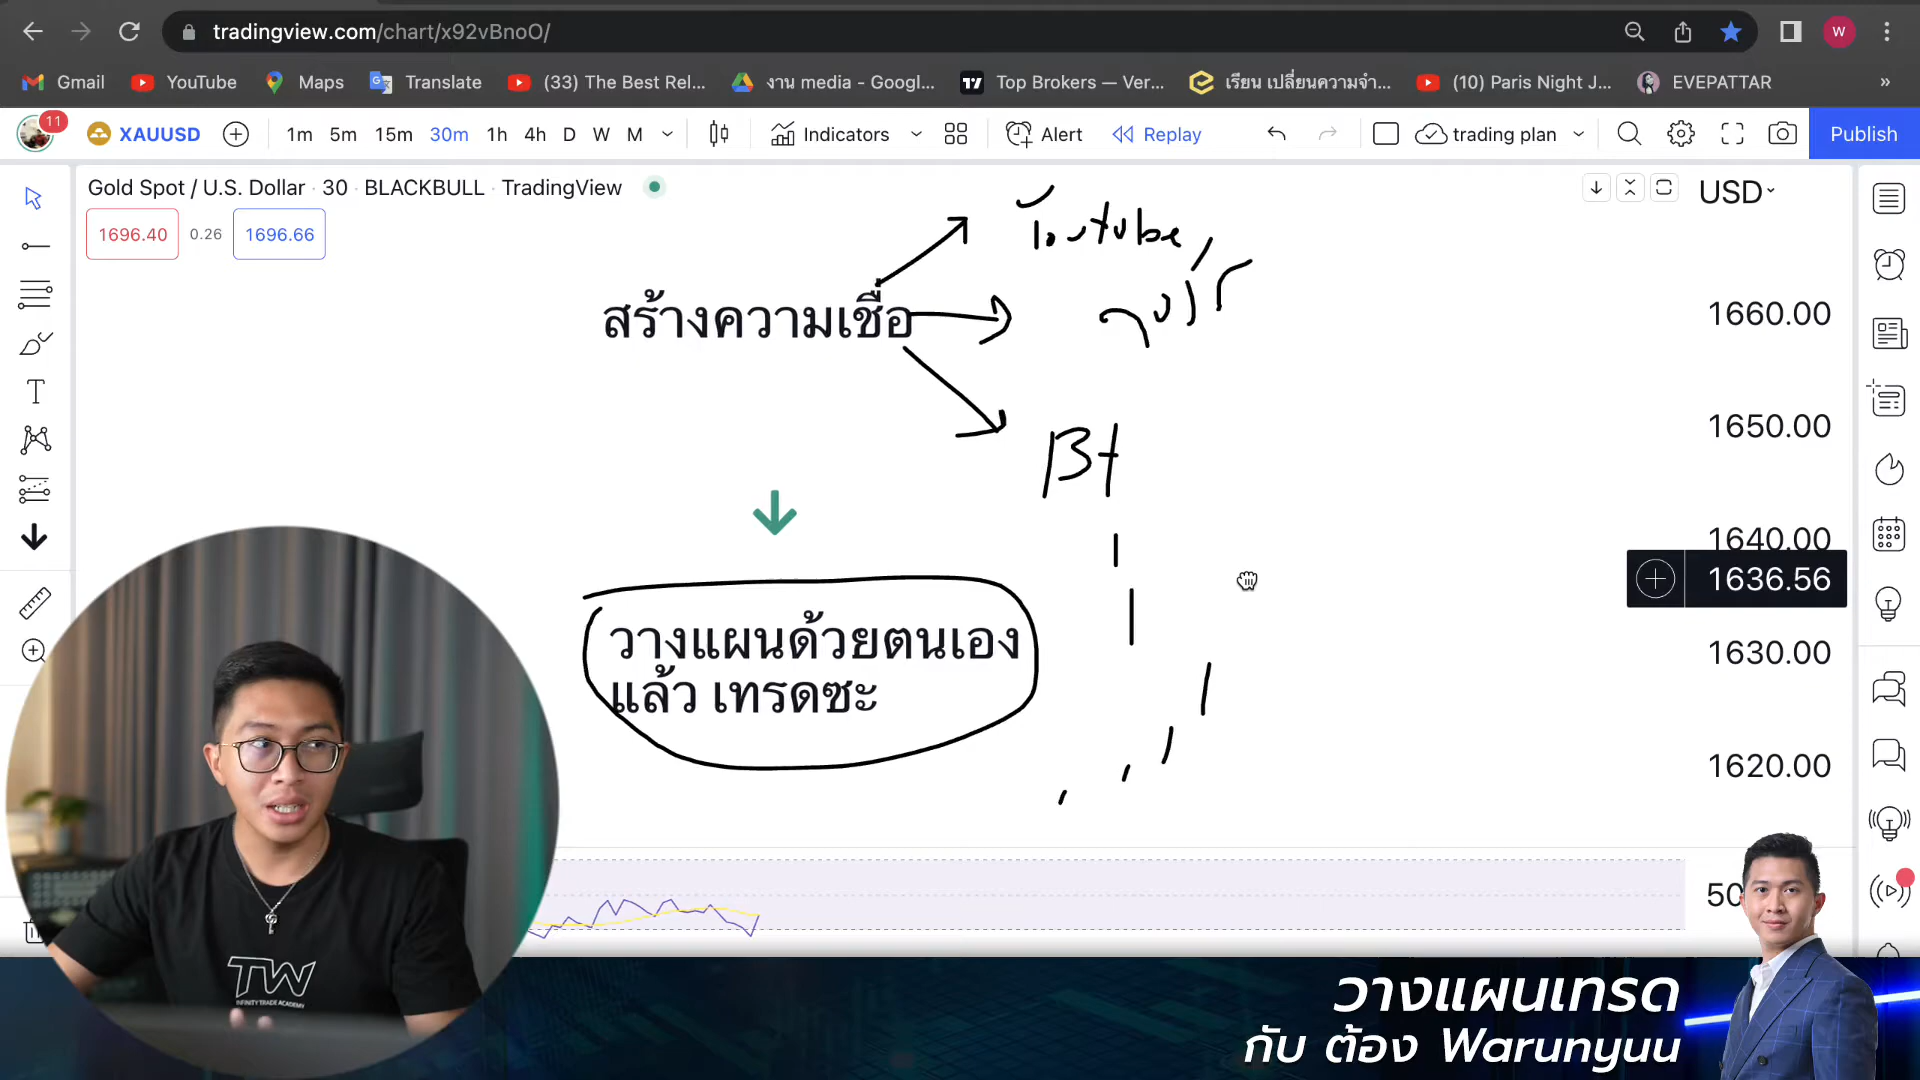 tradingview.com/chart/x92vBnoO/
W
Gmail YouTube Maps Translate (33) The Best Rel... งาน media - Googl... Top Brokers — Ver... เรียน เปลี่ยนความจำ... (10) Paris Night J... EVEPATTAR »
11 XAUUSD 1m 5m 15m 30m 1h 4h D W M Indicators Alert Replay trading plan Publish
Gold Spot / U.S. Dollar · 30 · BLACKBULL · TradingView
USD
1696.40 0.26 1696.66
Youtube,
สร้างความเชื่อ
1660.00
1650.00
Bt
1640.00
1636.56
วางแผนด้วยตนเอง
แล้ว เทรดซะ
1630.00
1620.00
50
TW
INFINITY TRADE ACADEMY
วางแผนเทรด
กับ ต้อง Warunyuu